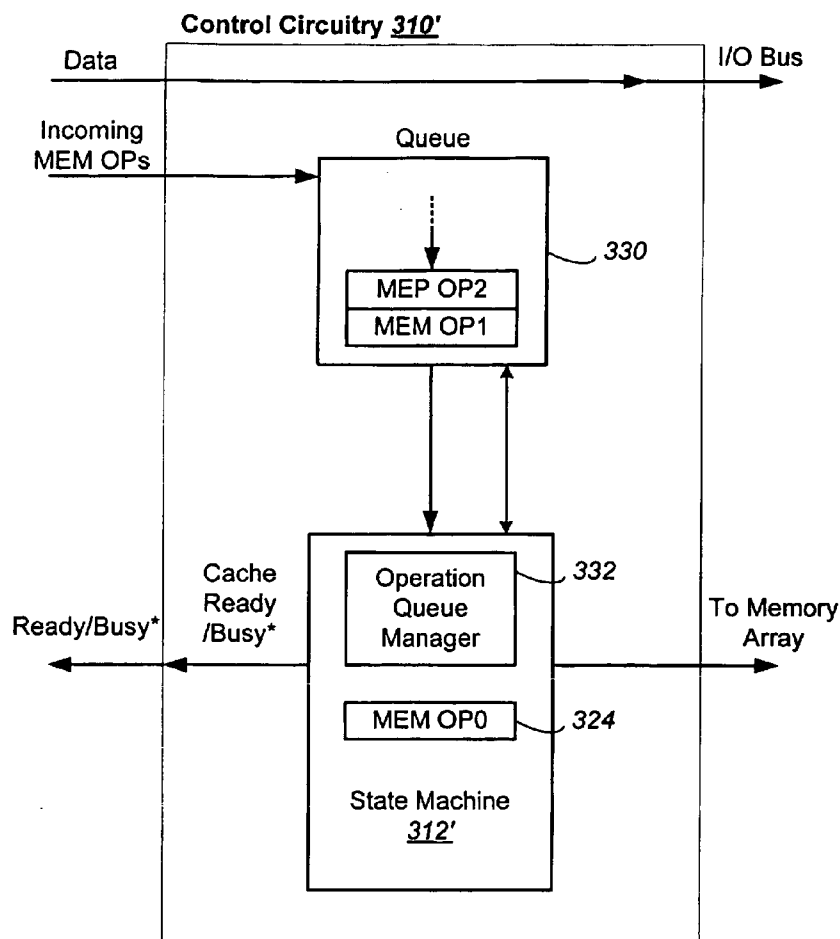 Control Circuitry 310'
Data
I/O Bus
Incoming
MEM OPs
Queue
330
MEP OP2
MEM OP1
Operation
Queue
Manager
332
Cache
Ready
/Busy*
Ready/Busy*
To Memory
Array
MEM OP0
324
State Machine
312'